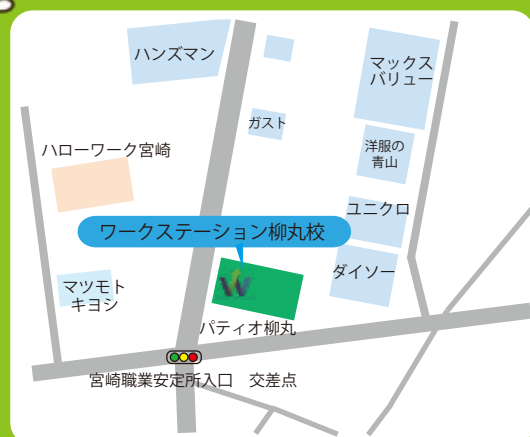 ハンズマン
マックス
バリュー
ガスト
洋服の
青山
ハローワーク宮崎
ユニクロ
ワークステーション柳丸校
ダイソー
マツモト
キヨシ
W
パティオ柳丸
宮崎職業安定所入口　交差点